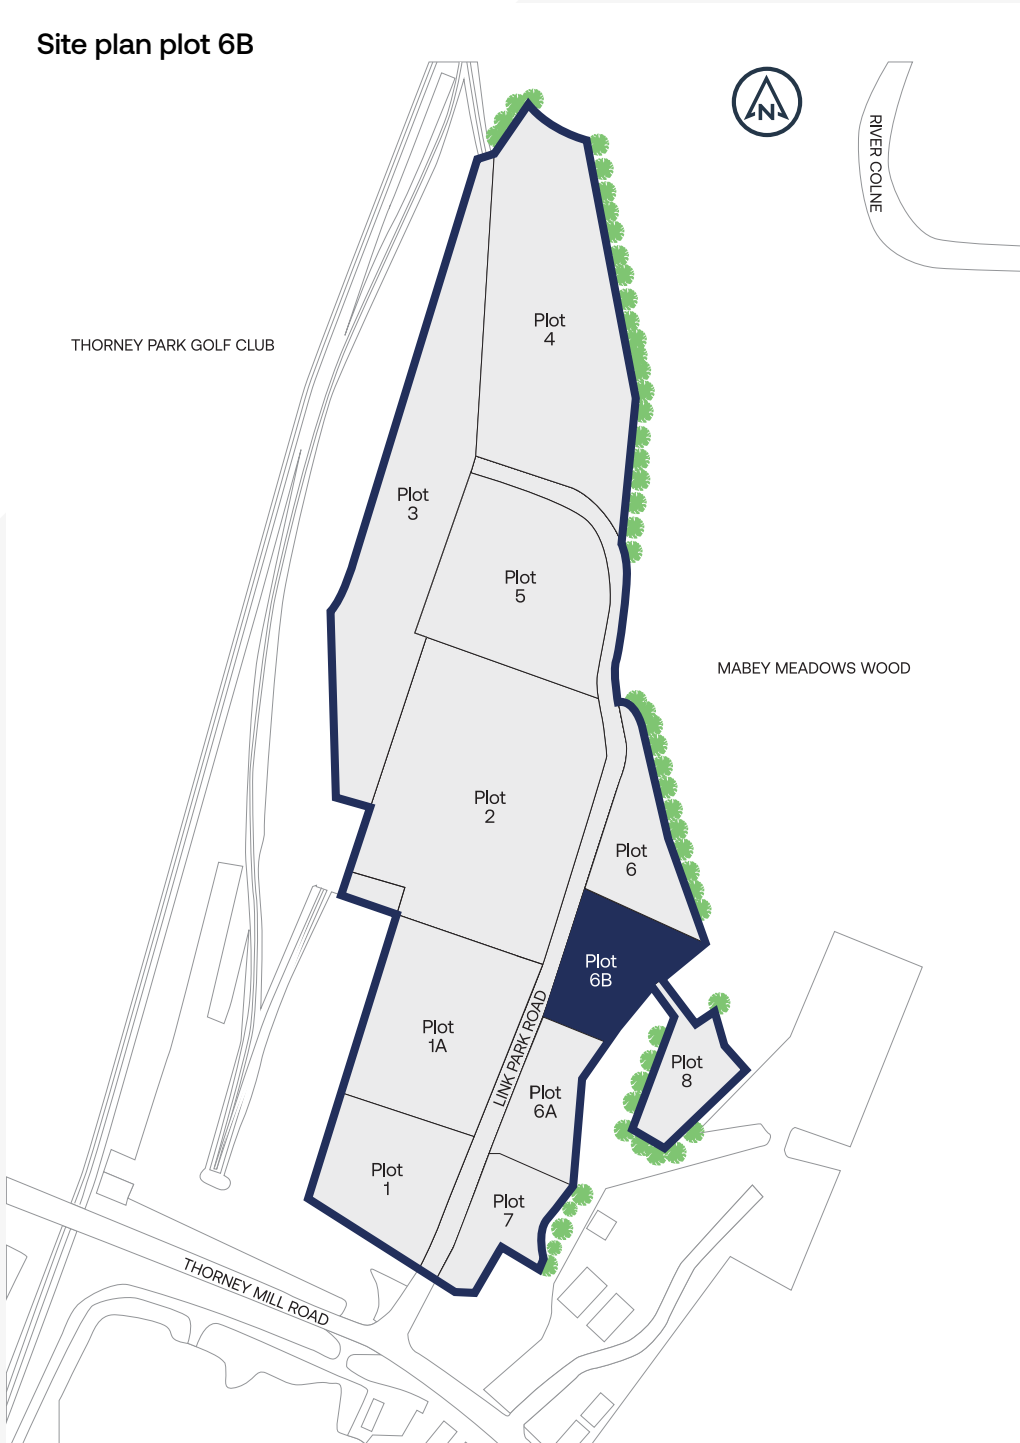 Site plan plot 6B
N
RIVER COLNE
THORNEY PARK GOLF CLUB
Plot
4
Plot
3
Plot
5
MABEY MEADOWS WOOD
Plot
2
Plot
6
Plot
6B
Plot
1A
LINK PARK ROAD
Plot
8
Plot
6A
Plot
1
Plot
7
THORNEY MILL ROAD